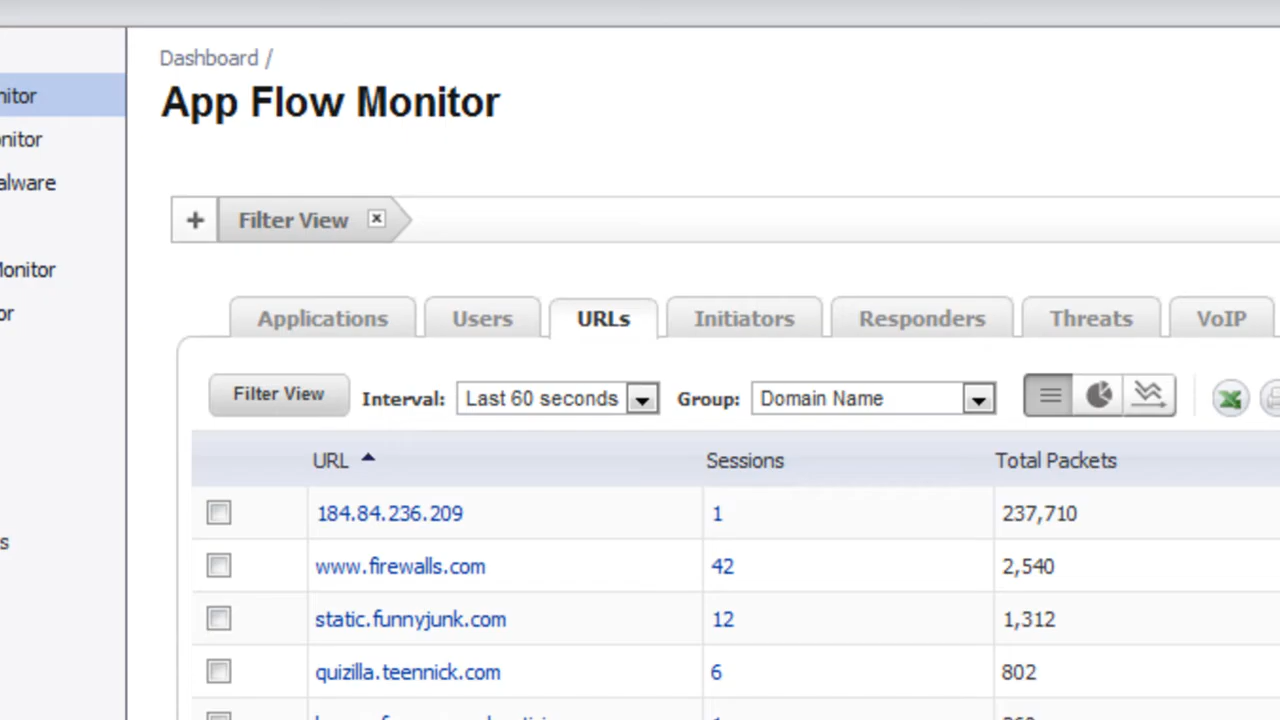 Dashboard /
nitor
App Flow Monitor
nitor
alware
+ Filter View x
Monitor
or
Applications Users URLs Initiators Responders Threats VoIP
Filter View Interval: Last 60 seconds Group: Domain Name
URL Sessions Total Packets
184.84.236.209 1 237,710
s
www.firewalls.com 42 2,540
static.funnyjunk.com 12 1,312
quizilla.teennick.com 6 802